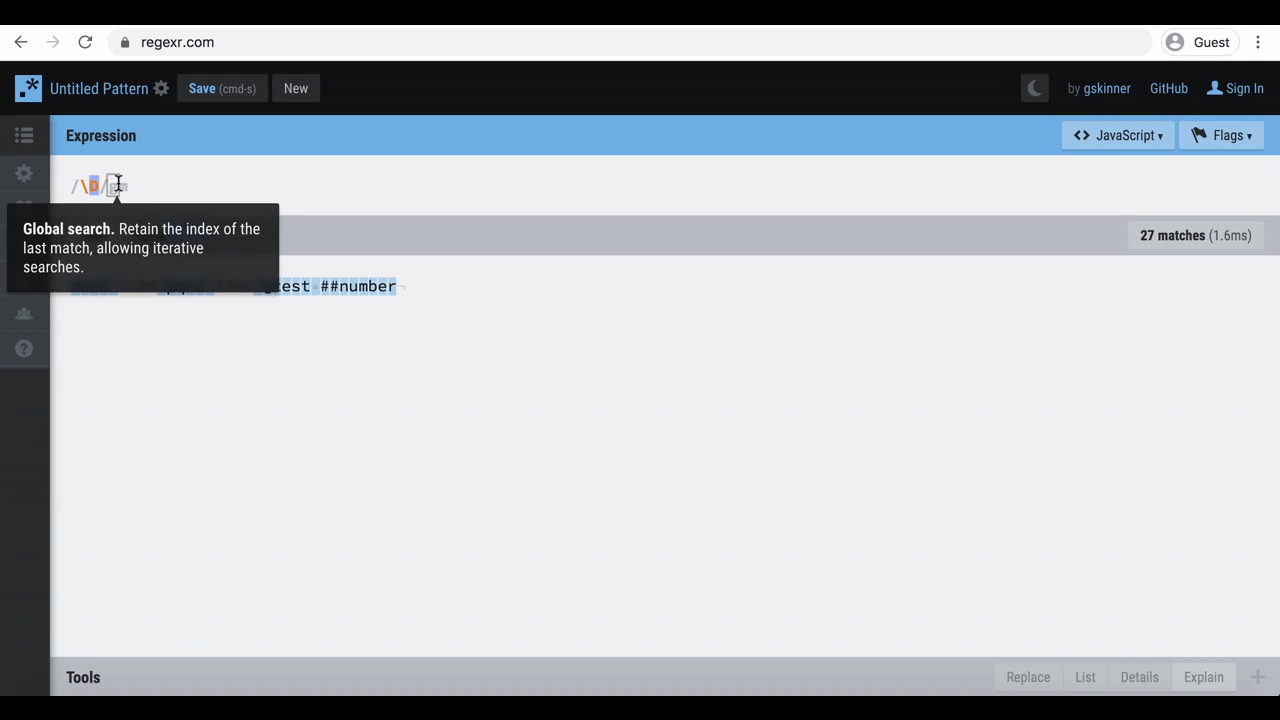 regexr.com
Guest
Untitled Pattern
Save (cmd-s)
New
by gskinner
GitHub
Sign In
Expression
JavaScript
Flags
/\D/gm
Global search. Retain the index of the
last match, allowing iterative
searches.
27 matches (1.6ms)
test ##number
Tools
Replace
List
Details
Explain